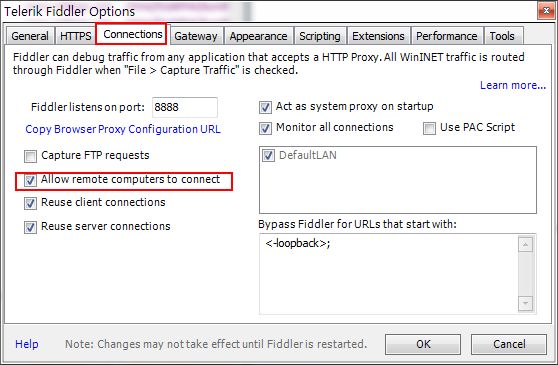 Telerik Fiddler Options
General HTTPS Connections Gateway Appearance Scripting Extensions Performance Tools
Fiddler can debug traffic from any application that accepts a HTTP Proxy. All WinINET traffic is routed
through Fiddler when "File > Capture Traffic" is checked.
Learn more...
Fiddler listens on port: 8888
Act as system proxy on startup
Copy Browser Proxy Configuration URL
Monitor all connections Use PAC Script
Capture FTP requests
DefaultLAN
Allow remote computers to connect
Reuse client connections
Reuse server connections
Bypass Fiddler for URLs that start with:
<-loopback>;
Help Note: Changes may not take effect until Fiddler is restarted. OK Cancel